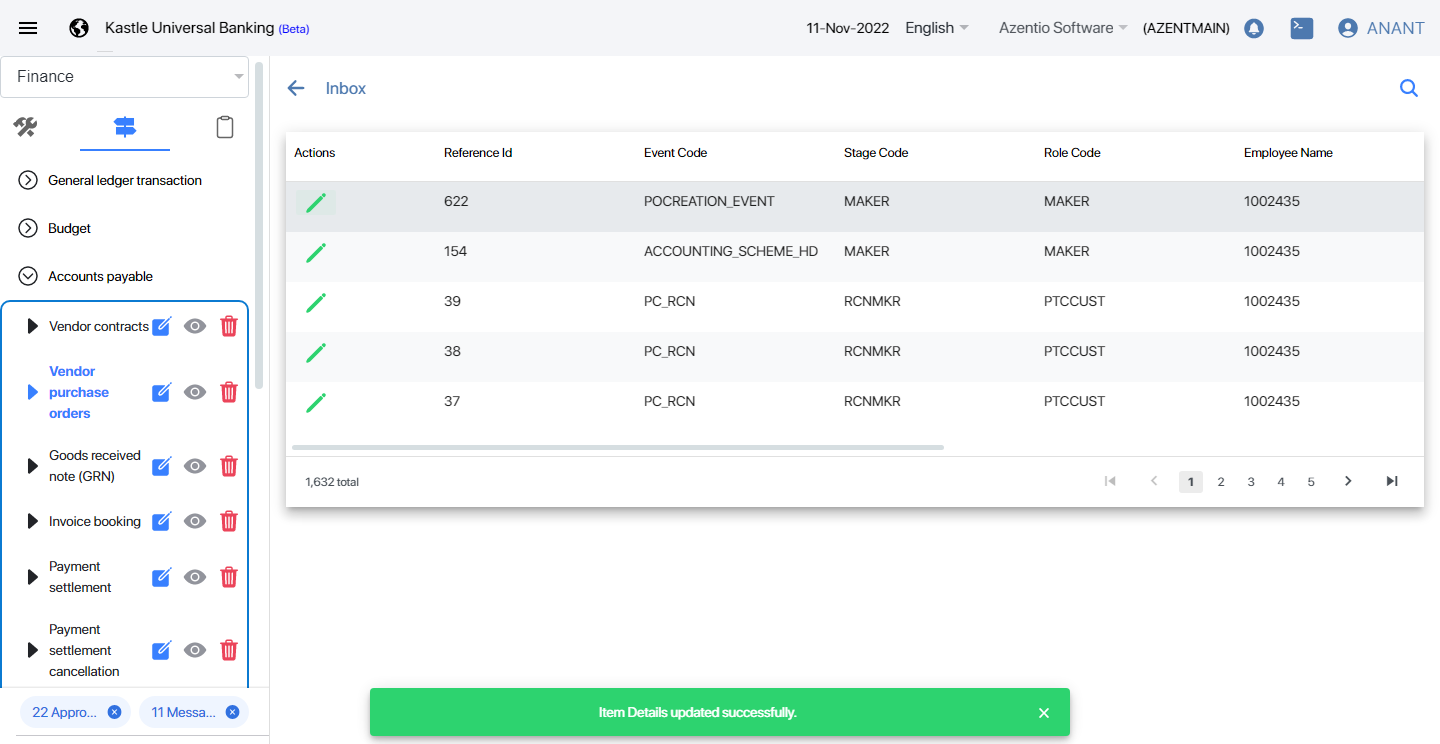 Kastle Universal Banking (Beta)
11-Nov-2022
English
Azentio Software
(AZENTMAIN)
ANANT
Finance
General ledger transaction
Budget
Accounts payable
Vendor contracts
Vendor
purchase
orders
Goods received
note (GRN)
Invoice booking
Payment
settlement
Payment
settlement
cancellation
22 Appro...
11 Messa...
Inbox
Actions Reference Id Event Code Stage Code Role Code Employee Name
622 POCREATION_EVENT MAKER MAKER 1002435
154 ACCOUNTING_SCHEME_HD MAKER MAKER 1002435
39 PC_RCN RCNMKR PTCCUST 1002435
38 PC_RCN RCNMKR PTCCUST 1002435
37 PC_RCN RCNMKR PTCCUST 1002435
1,632 total
1 2 3 4 5
Item Details updated successfully.